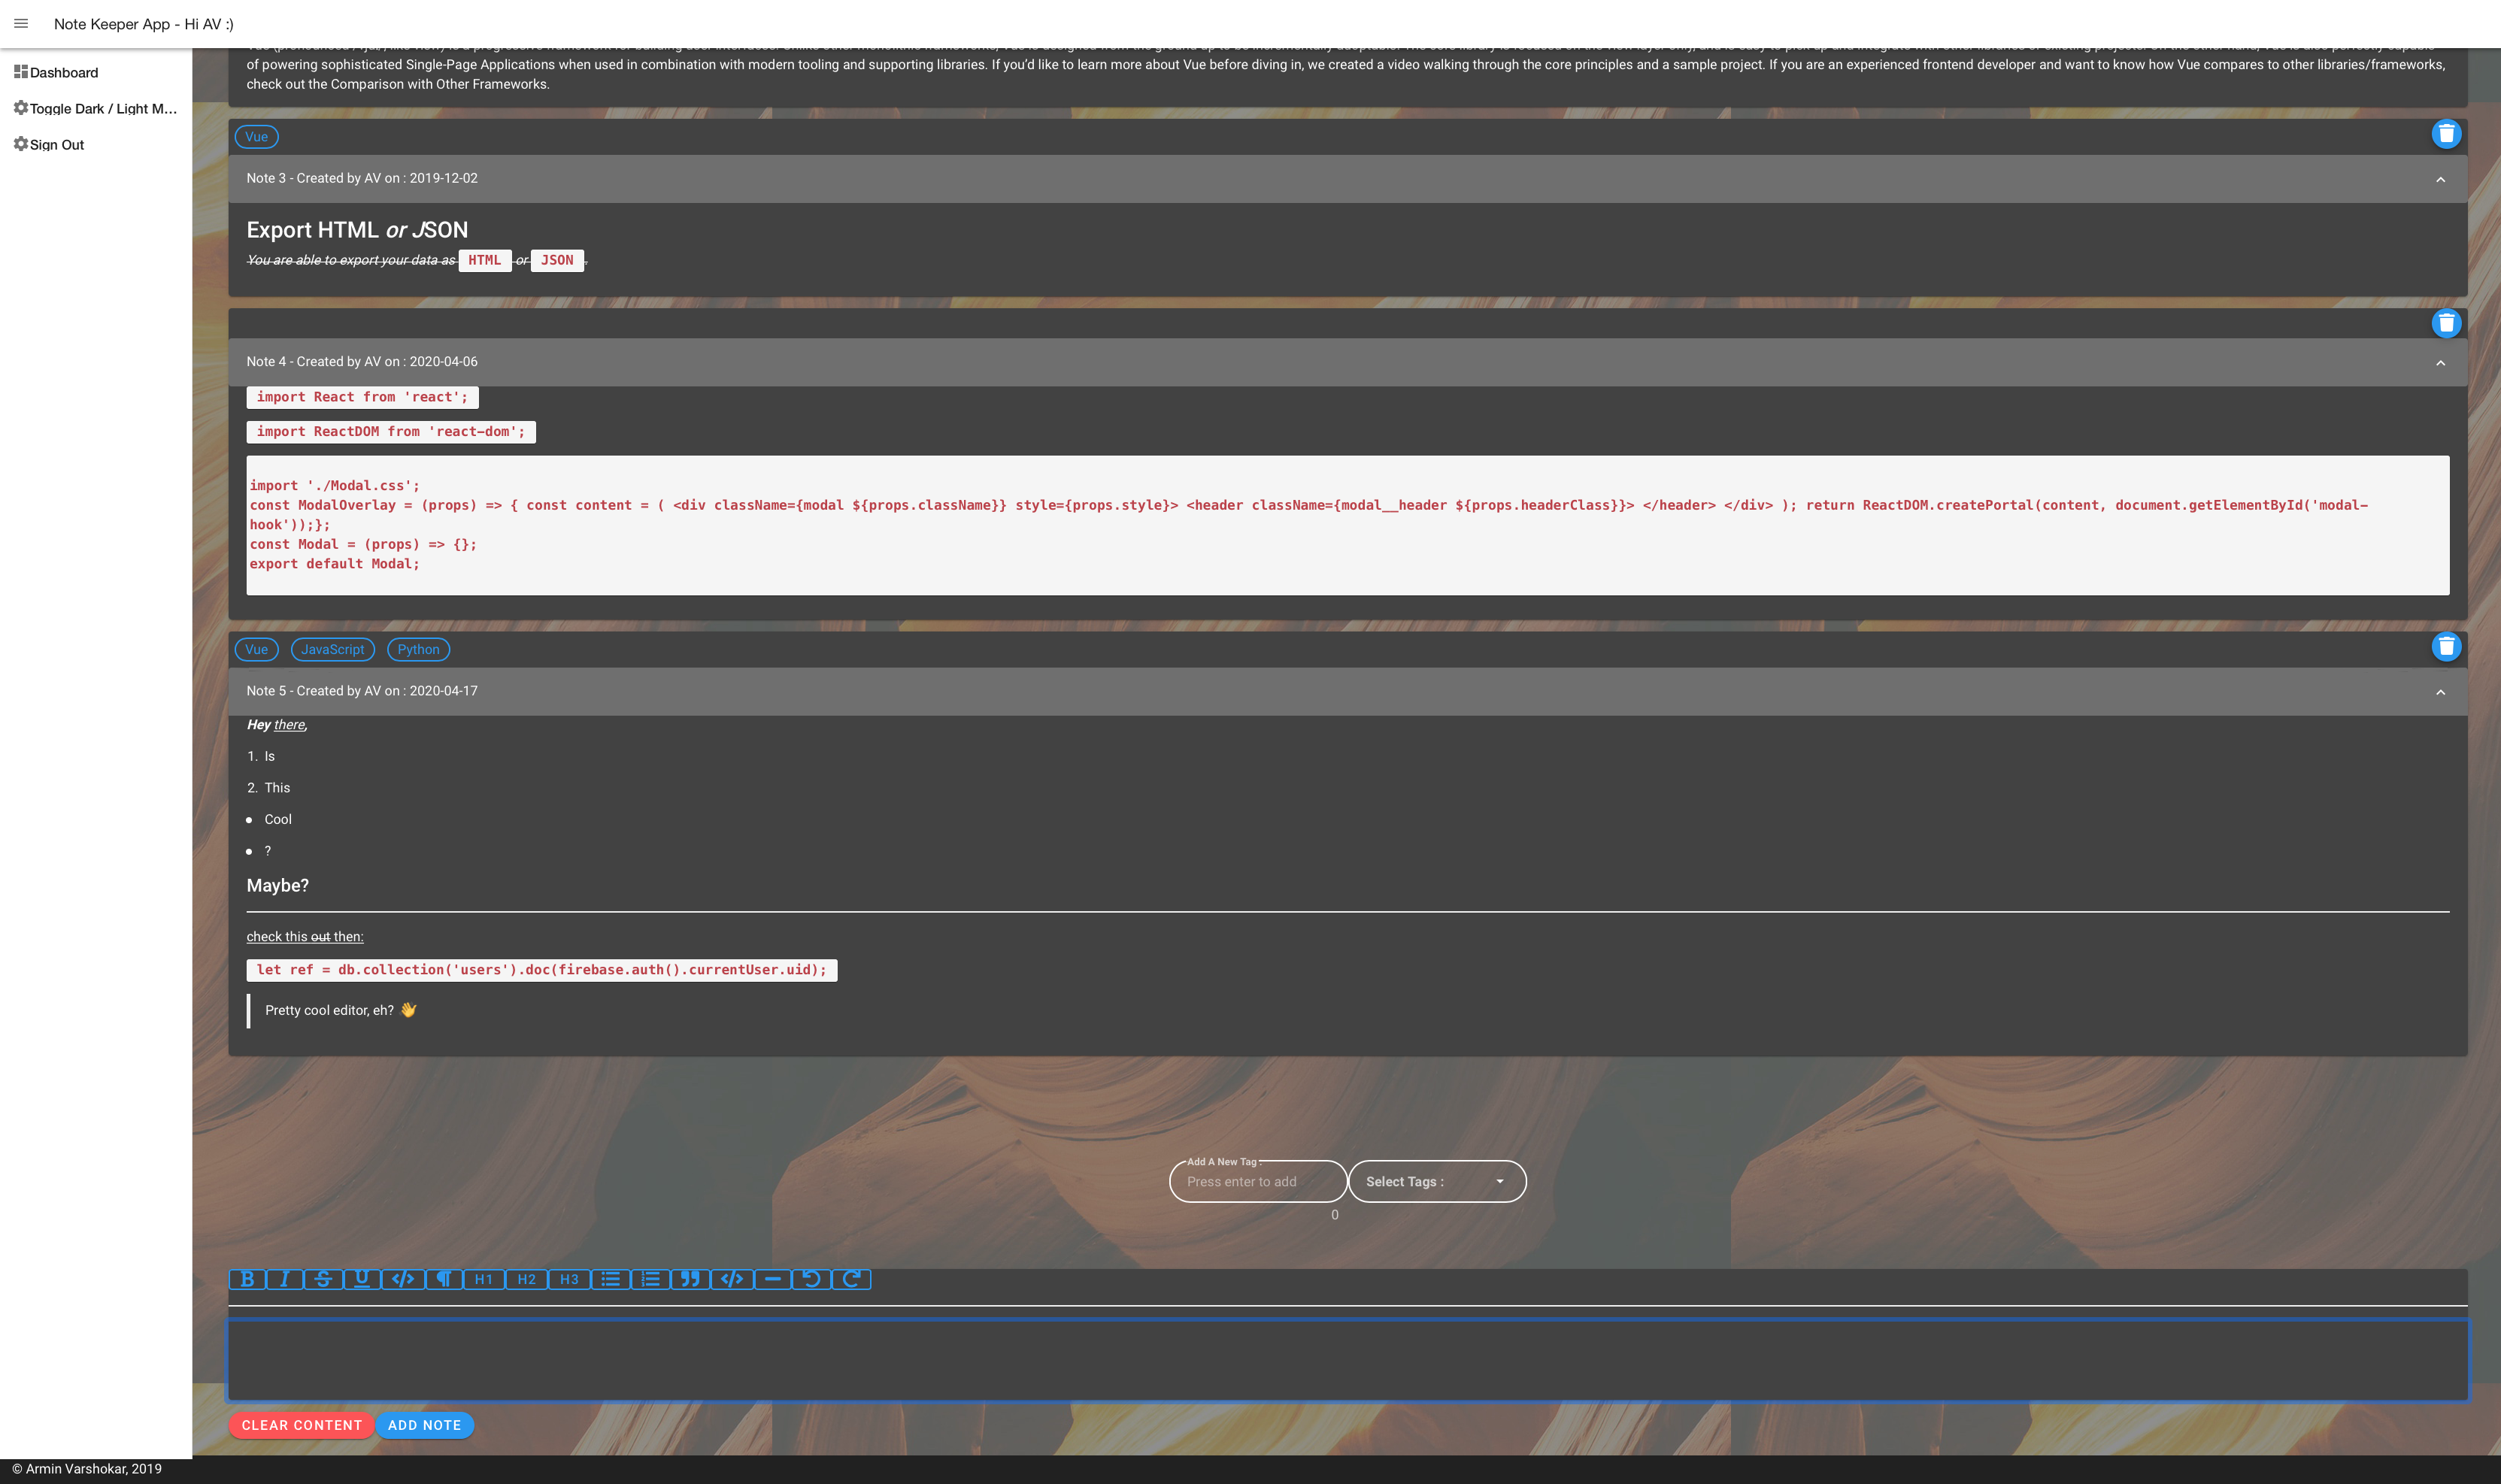 Note Keeper App - Hi AV :)
Dashboard
Toggle Dark / Light M...
Sign Out
of powering sophisticated Single-Page Applications when used in combination with modern tooling and supporting libraries. If you’d like to learn more about Vue before diving in, we created a video walking through the core principles and a sample project. If you are an experienced frontend developer and want to know how Vue compares to other libraries/frameworks,
check out the Comparison with Other Frameworks.
Vue
Note 3 - Created by AV on : 2019-12-02
Export HTML or JSON
You are able to export your data as HTML or JSON .
Note 4 - Created by AV on : 2020-04-06
import React from 'react';
import ReactDOM from 'react-dom';
import './Modal.css';
const ModalOverlay = (props) => { const content = ( <div className={modal ${props.className}} style={props.style}> <header className={modal__header ${props.headerClass}}> </header> </div> ); return ReactDOM.createPortal(content, document.getElementById('modal-
hook'));};
const Modal = (props) => {};
export default Modal;
Vue JavaScript Python
Note 5 - Created by AV on : 2020-04-17
Hey there,
1. Is
2. This
• Cool
• ?
Maybe?
check this out then:
let ref = db.collection('users').doc(firebase.auth().currentUser.uid);
Pretty cool editor, eh? 👋
Add A New Tag :
Press enter to add
Select Tags :
0
B I S U </> ¶ H1 H2 H3 </>
CLEAR CONTENT ADD NOTE
© Armin Varshokar, 2019